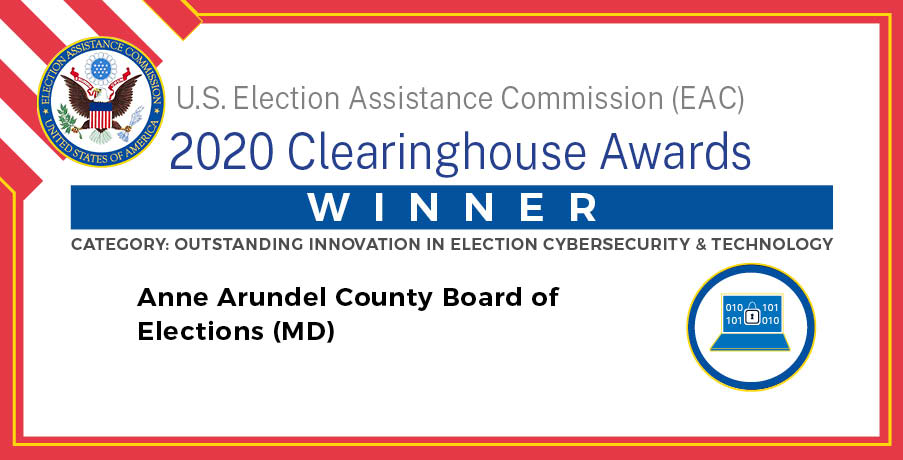 ELECTION ASSISTANCE COMMISSION
UNITED STATES OF AMERICA
U.S. Election Assistance Commission (EAC)
2020 Clearinghouse Awards
WINNER
CATEGORY: OUTSTANDING INNOVATION IN ELECTION CYBERSECURITY & TECHNOLOGY
Anne Arundel County Board of
Elections (MD)
010 101
101 010